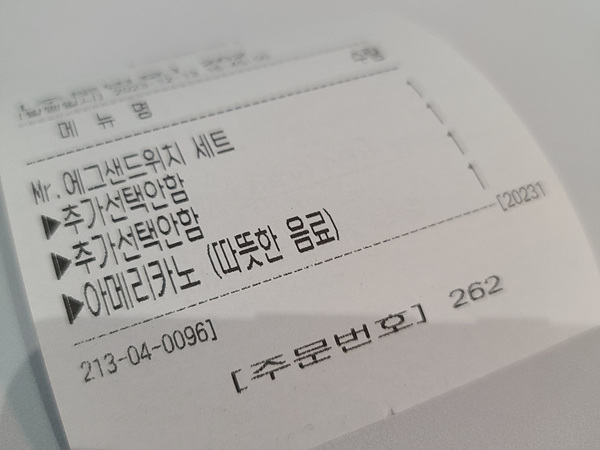 메 뉴 명 수량
Mr.에그샌드위치 세트 1
▶추가선택안함 1
▶추가선택안함 1
▶아메리카노 (따뜻한 음료) 1
[20231
213-04-0096]
[주문번호] 262